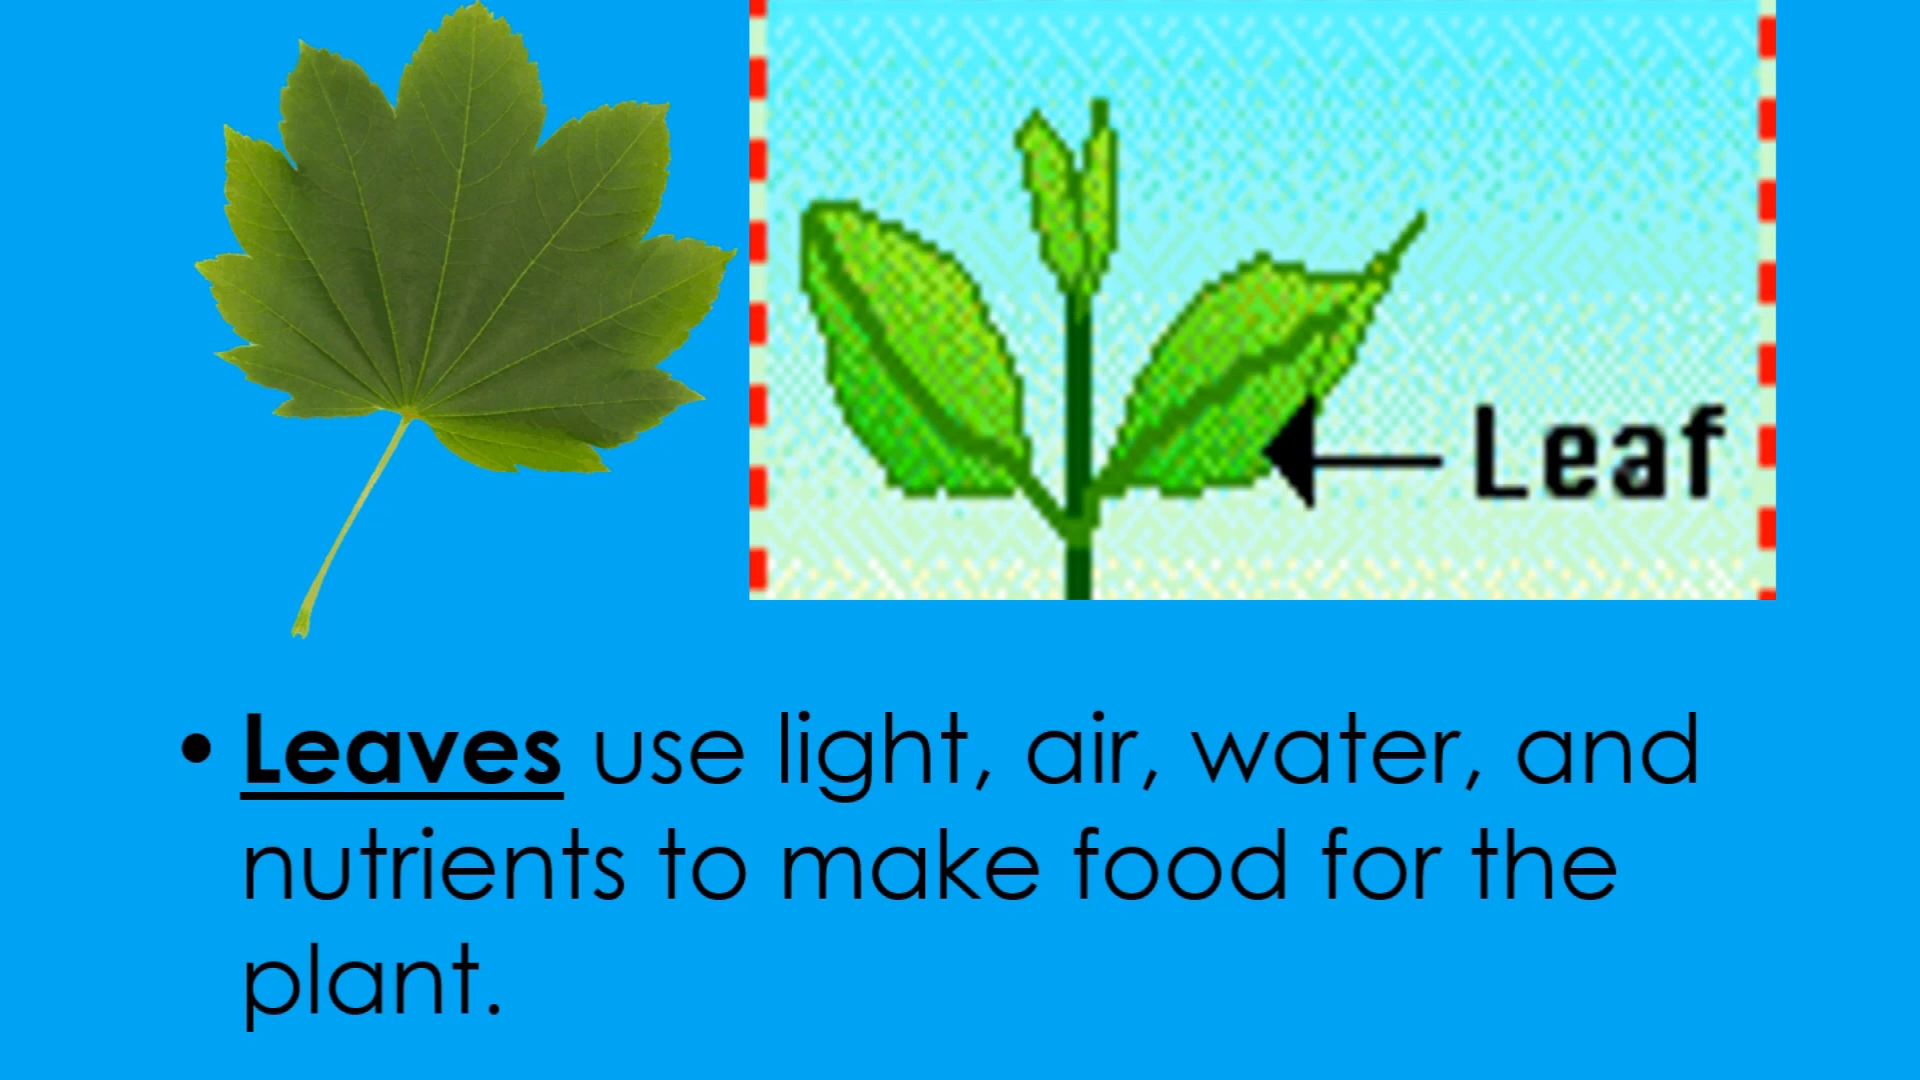 Leaf
• Leaves use light, air, water, and
nutrients to make food for the
plant.